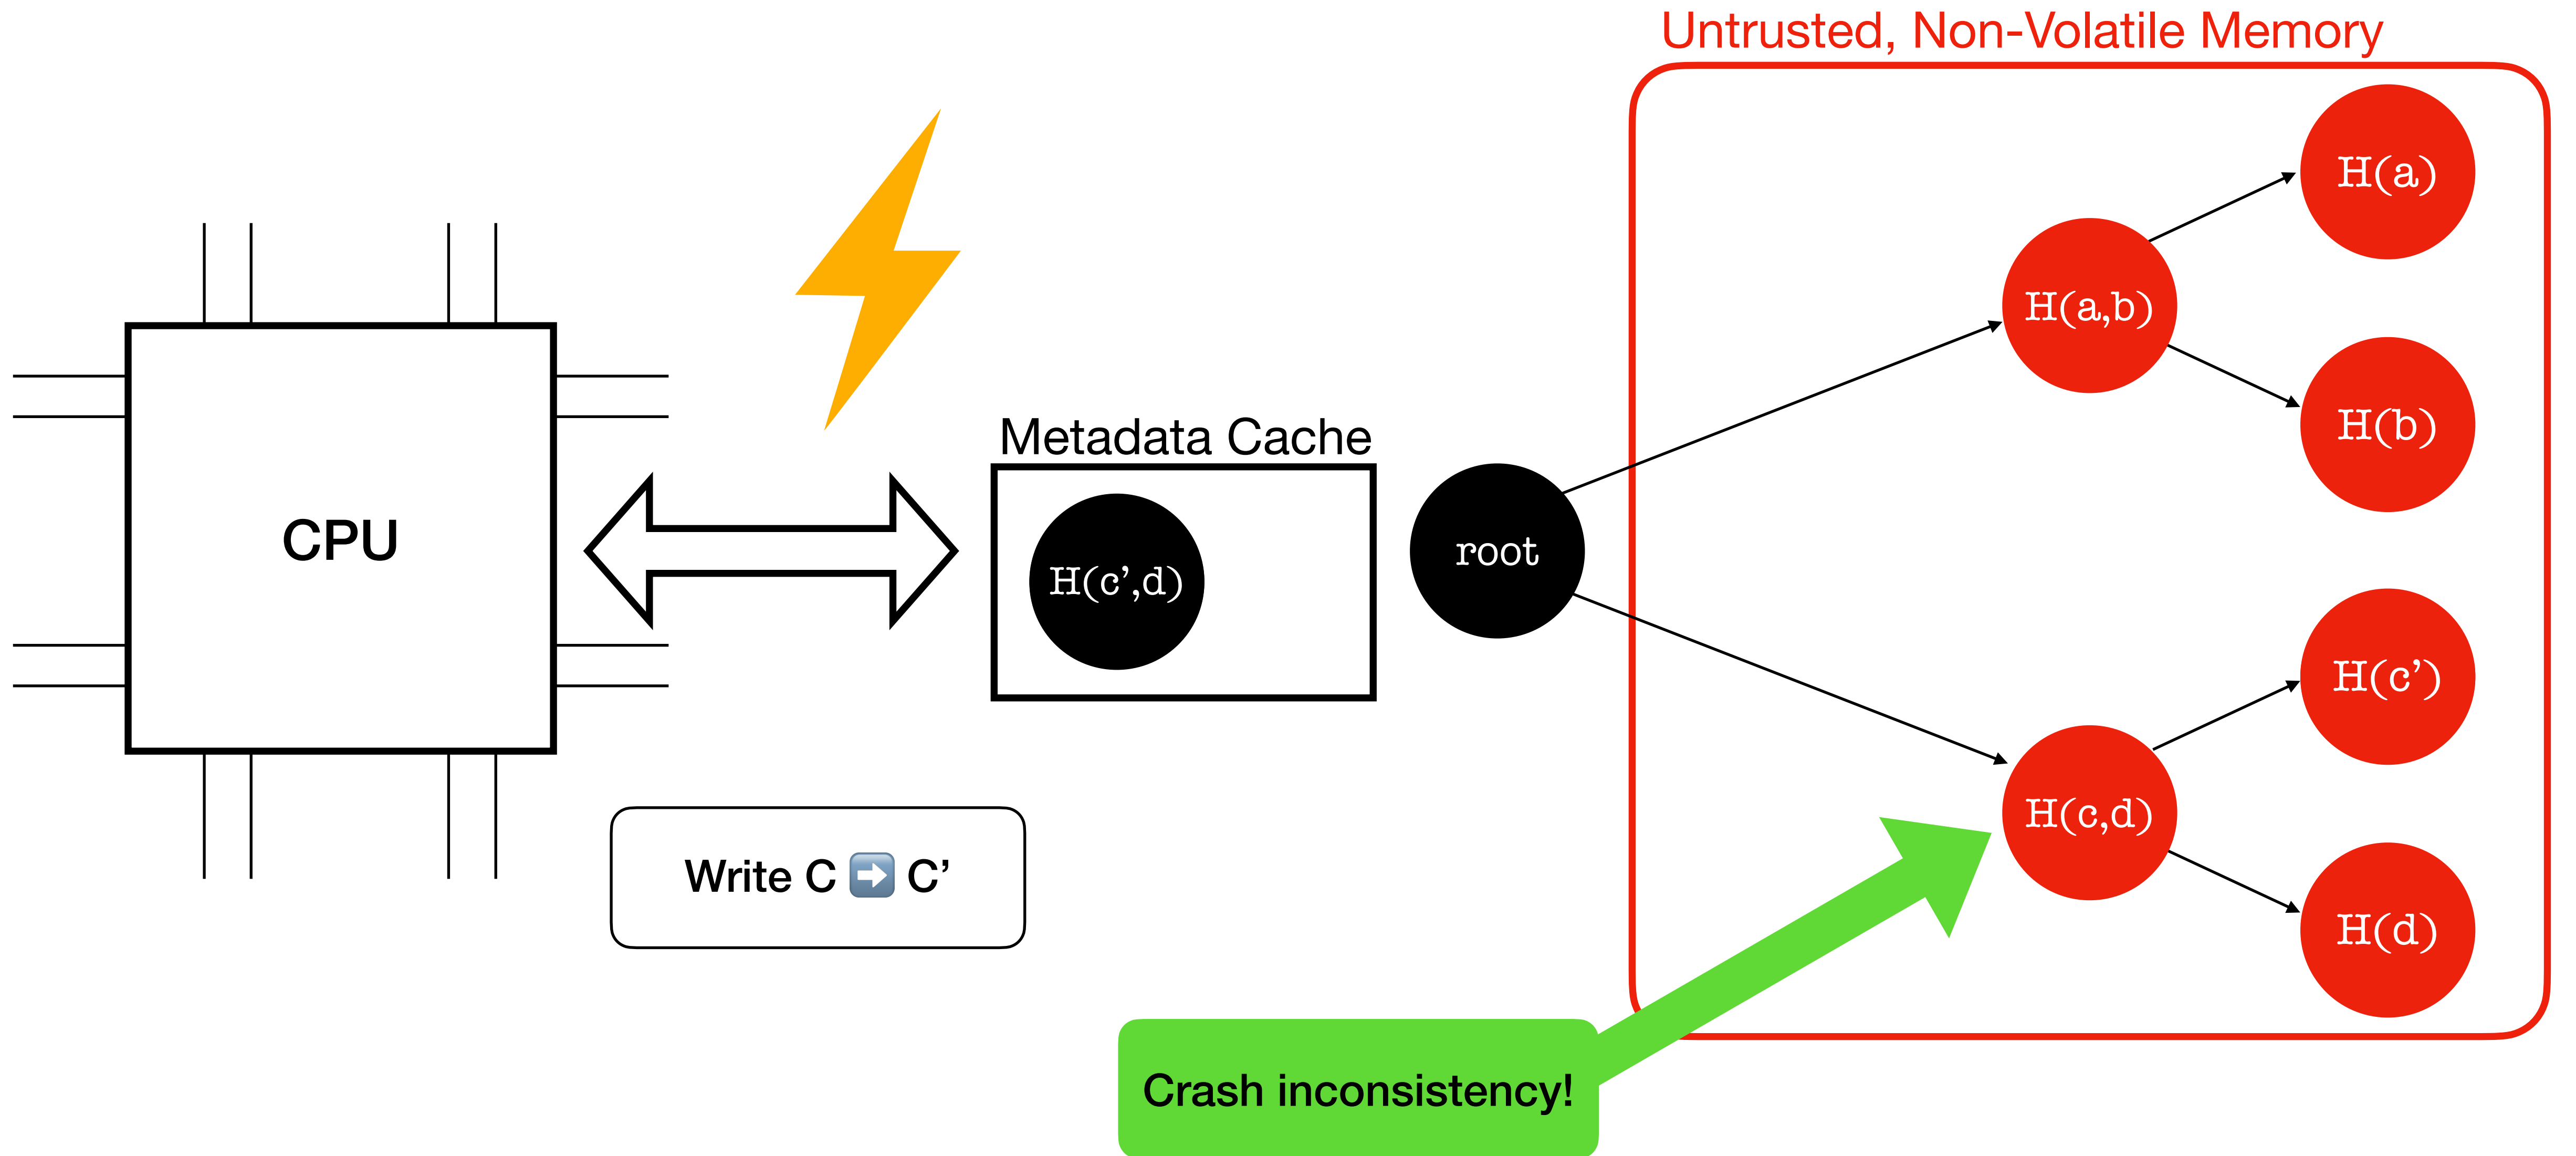 Untrusted, Non-Volatile Memory
H(a)
H(a,b)
H(b)
Metadata Cache
CPU
H(c’,d)
root
H(c’)
H(c,d)
Write C ➡️ C’
H(d)
Crash inconsistency!